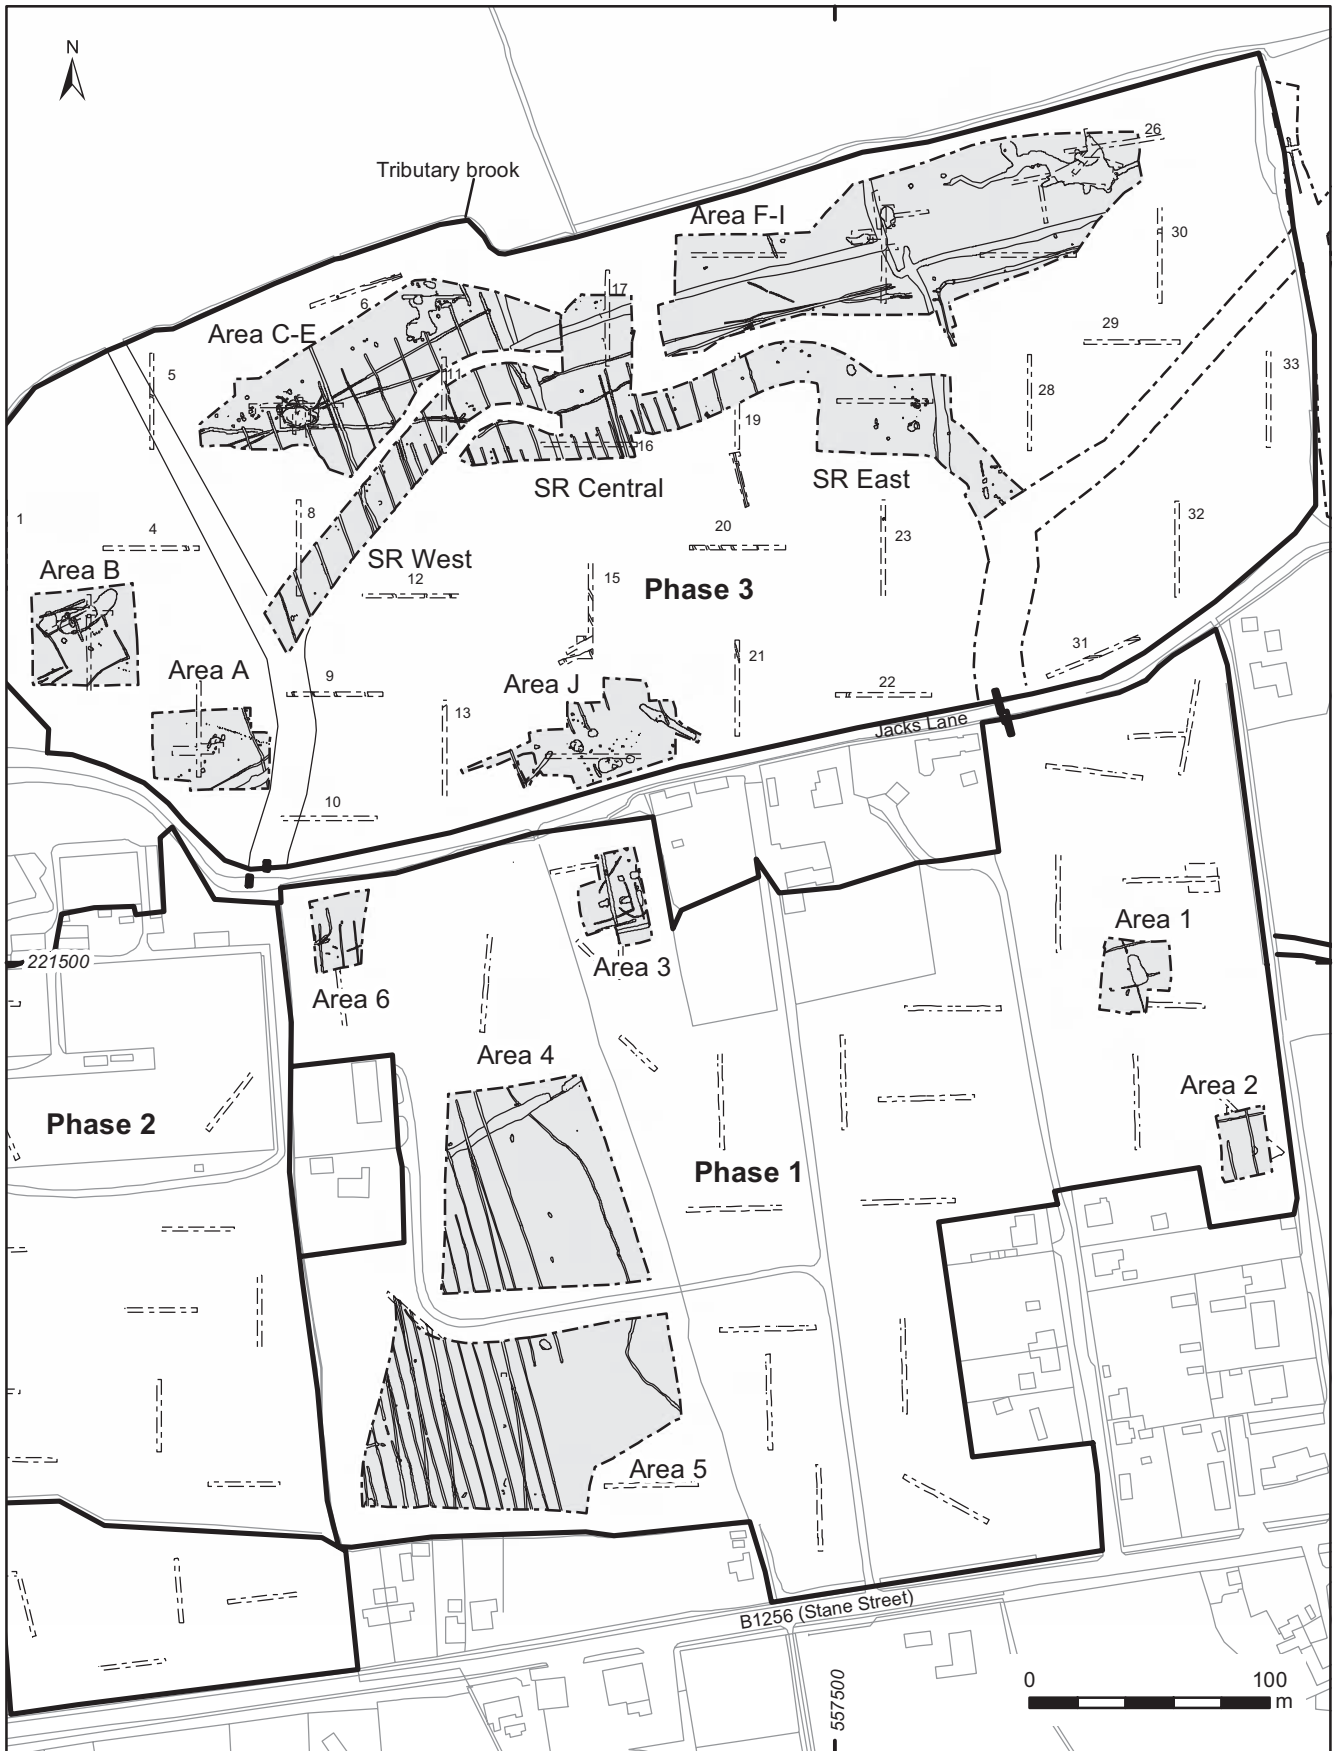 N
Tributary brook
26
Area F-I
30
17
6
Area C-E
29
5
11
28
33
19
16
SR Central
SR East
1
4
8
20
23
32
SR West
Area B
12
15
Phase 3
31
Area A
9
Area J
21
22
13
Jacks Lane
10
Area 1
221500
Area 3
Area 6
Area 4
Area 2
Phase 2
Phase 1
Area 5
B1256 (Stane Street)
557500
0 100
m